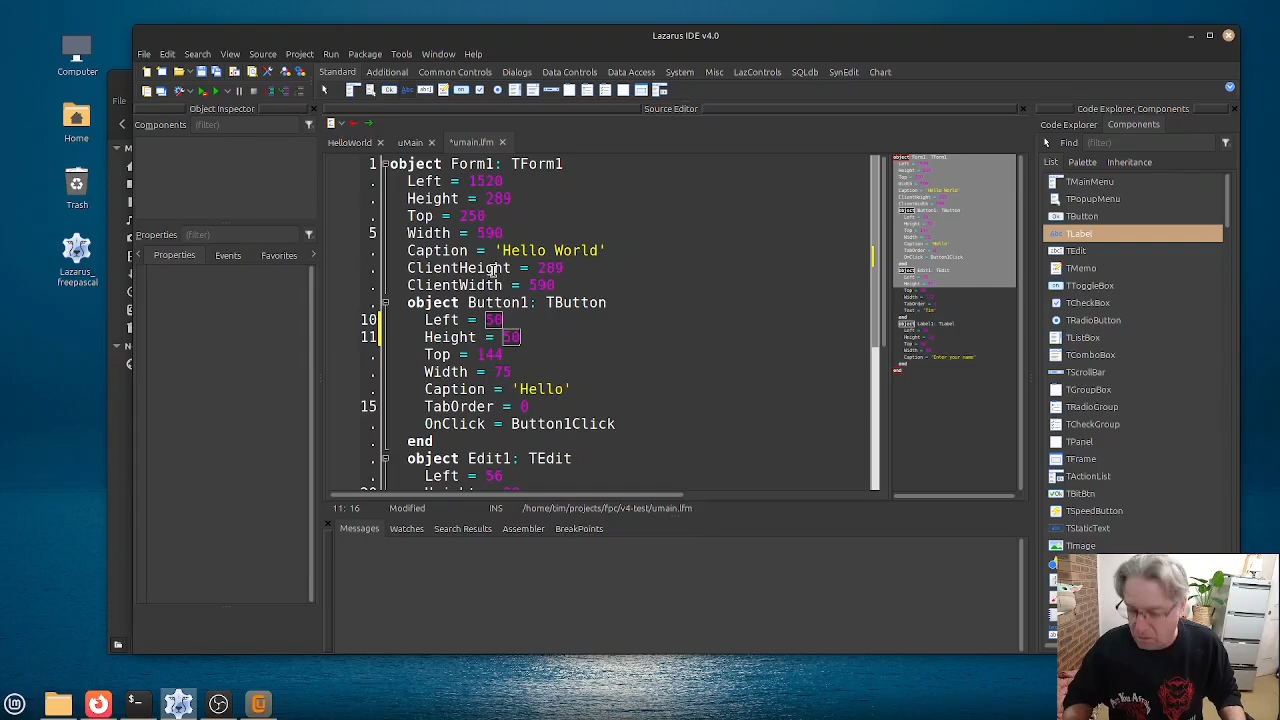 Computer
Home
Trash
Lazarus_
freepascal
File
Lazarus IDE v4.0
File Edit Search View Source Project Run Package Tools Window Help
Standard Additional Common Controls Dialogs Data Controls Data Access System Misc LazControls SQLdb SynEdit Chart
Object Inspector
Source Editor
Code Explorer, Components
Components (filter)
Properties (filter)
Properties Events Favorites
HelloWorld uMain *umain.lfm
1 object Form1: TForm1
. Left = 1520
. Height = 289
. Top = 250
5 Width = 590
. Caption = 'Hello World'
. ClientHeight = 289
. ClientWidth = 590
. object Button1: TButton
10 Left = 50
11 Height = 50
. Top = 144
. Width = 75
. Caption = 'Hello'
15 TabOrder = 0
. OnClick = Button1Click
. end
. object Edit1: TEdit
. Left = 56
11: 16 Modified INS /home/tim/projects/fpc/v4-test/umain.lfm
Messages Watches Search Results Assembler BreakPoints
Code Explorer Components
Find (filter)
List Palette Inheritance
TMainMenu
TPopupMenu
TButton
TLabel
TEdit
TMemo
TToggleBox
TCheckBox
TRadioButton
TListBox
TComboBox
TScrollBar
TGroupBox
TRadioGroup
TCheckGroup
TPanel
TFrame
TActionList
TBitBtn
TSpeedButton
TStaticText
TImage